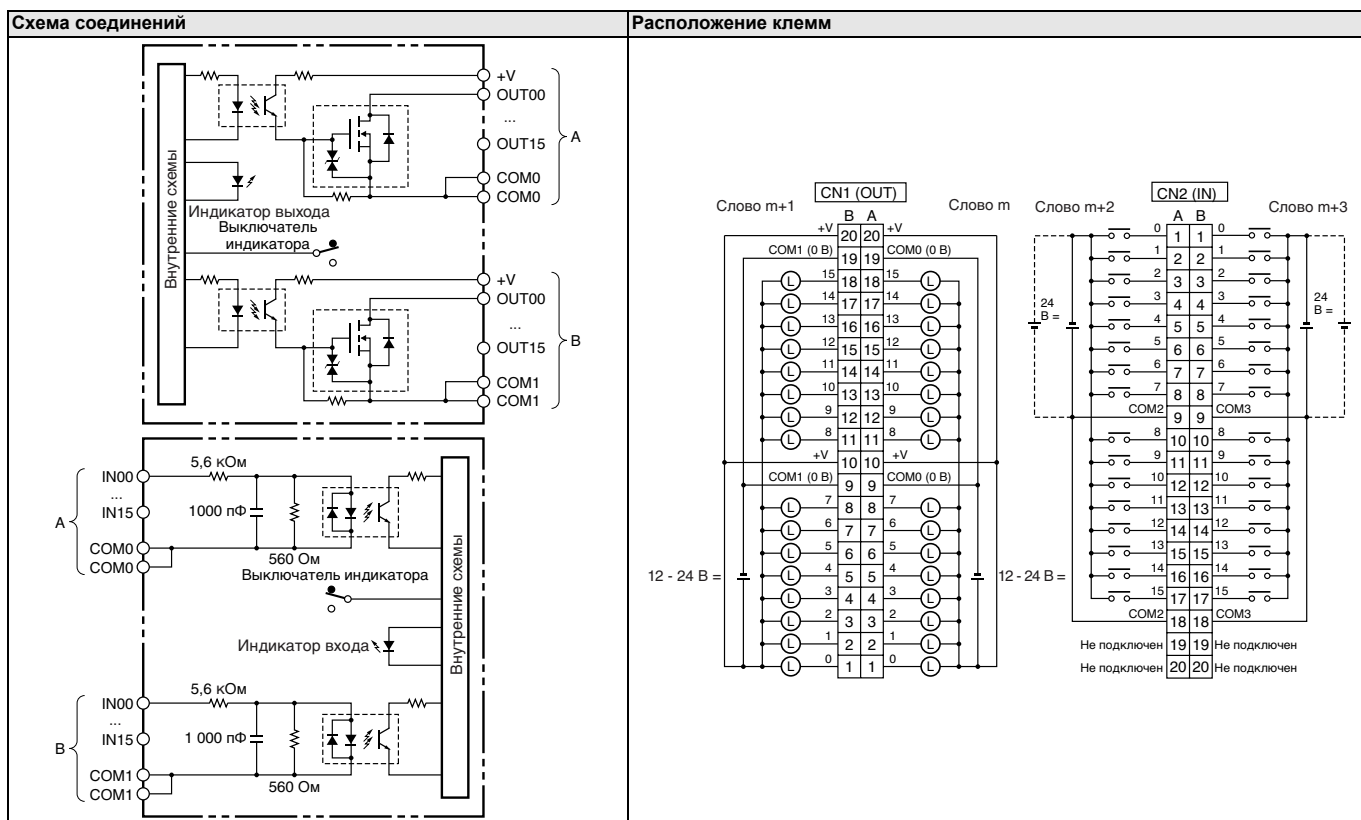 Схема соединений
Расположение клемм
+V
OUT00
...
OUT15
COM0
COM0
A
Внутренние схемы
Индикатор выхода
Выключатель
индикатора
+V
OUT00
...
OUT15
COM1
COM1
B
IN00
...
IN15
COM0
COM0
A
5,6 кОм
1000 пФ
560 Ом
Выключатель индикатора
Индикатор входа
Внутренние схемы
5,6 кОм
IN00
...
IN15
COM1
COM1
B
1 000 пФ
560 Ом
CN1 (OUT)
Слово m+1
B A
Слово m
+V 20 20 +V
COM1 (0 В) 19 19 COM0 (0 В)
L 15 18 18 15 L
L 14 17 17 14 L
L 13 16 16 13 L
L 12 15 15 12 L
L 11 14 14 11 L
L 10 13 13 10 L
L 9 12 12 9 L
L 8 11 11 8 L
+V 10 10 +V
COM1 (0 В) 9 9 COM0 (0 В)
L 7 8 8 7 L
L 6 7 7 6 L
L 5 6 6 5 L
12 - 24 В = L 4 5 5 4 L 12 - 24 В =
L 3 4 4 3 L
L 2 3 3 2 L
L 1 2 2 1 L
L 0 1 1 0 L
CN2 (IN)
Слово m+2
A B
Слово m+3
0 1 1 0
1 2 2 1
2 3 3 2
3 4 4 3
24
В =
24
В =
4 5 5 4
5 6 6 5
6 7 7 6
7 8 8 7
COM2 9 9 COM3
8 10 10 8
9 11 11 9
10 12 12 10
11 13 13 11
12 14 14 12
13 15 15 13
14 16 16 14
15 17 17 15
COM2 18 18 COM3
Не подключен 19 19 Не подключен
Не подключен 20 20 Не подключен